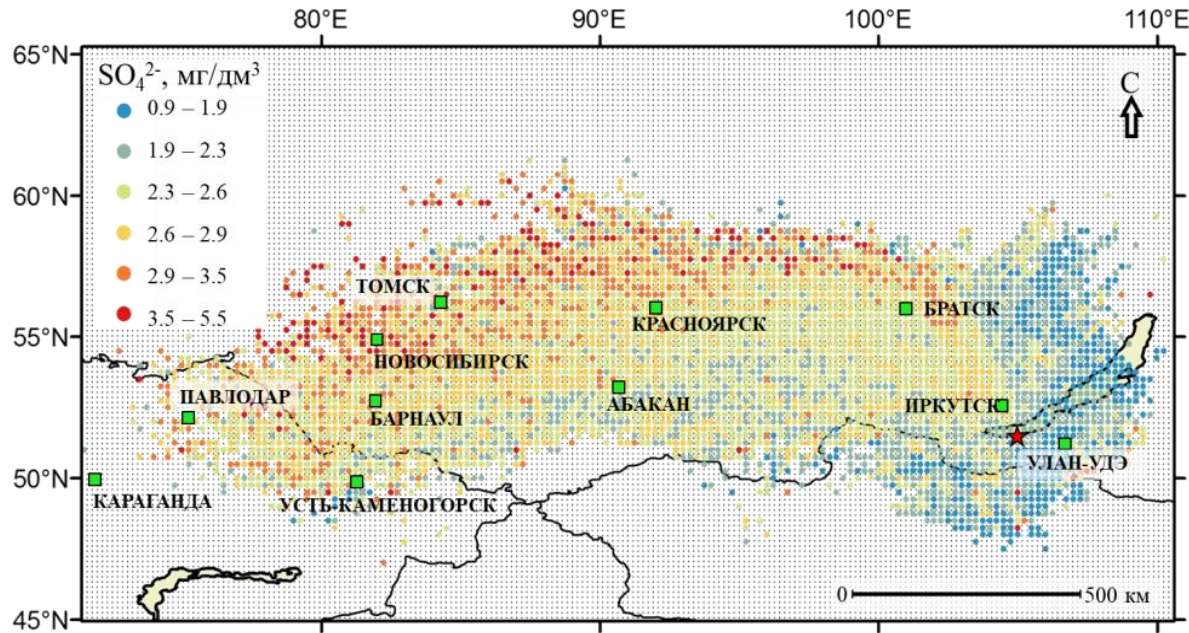 80°E 90°E 100°E 110°E
65°N
SO₄²⁻, мг/дм³
С
0.9 – 1.9
1.9 – 2.3
2.3 – 2.6
2.6 – 2.9
2.9 – 3.5
3.5 – 5.5
60°N
ТОМСК
КРАСНОЯРСК
БРАТСК
55°N
НОВОСИБИРСК
ПАВЛОДАР
БАРНАУЛ
АБАКАН
ИРКУТСК
50°N
УЛАН-УДЭ
КАРАГАНДА
УСТЬ-КАМЕНОГОРСК
0 500 км
45°N